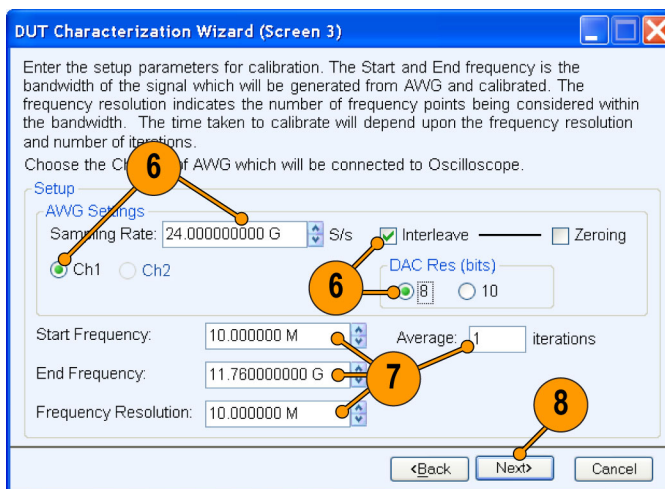 DUT Characterization Wizard (Screen 3)
Enter the setup parameters for calibration. The Start and End frequency is the
bandwidth of the signal which will be generated from AWG and calibrated. The
frequency resolution indicates the number of frequency points being considered within
the bandwidth. The time taken to calibrate will depend upon the frequency resolution
and number of iterations.
Choose the Ch of AWG which will be connected to Oscilloscope.
6
Setup
AWG Settings
Sampling Rate: 24.000000000 G S/s Interleave Zeroing
Ch1 Ch2
6
DAC Res (bits)
8 10
Start Frequency: 10.000000 M Average: 1 iterations
End Frequency: 11.760000000 G
7
Frequency Resolution: 10.000000 M
8
<Back Next> Cancel